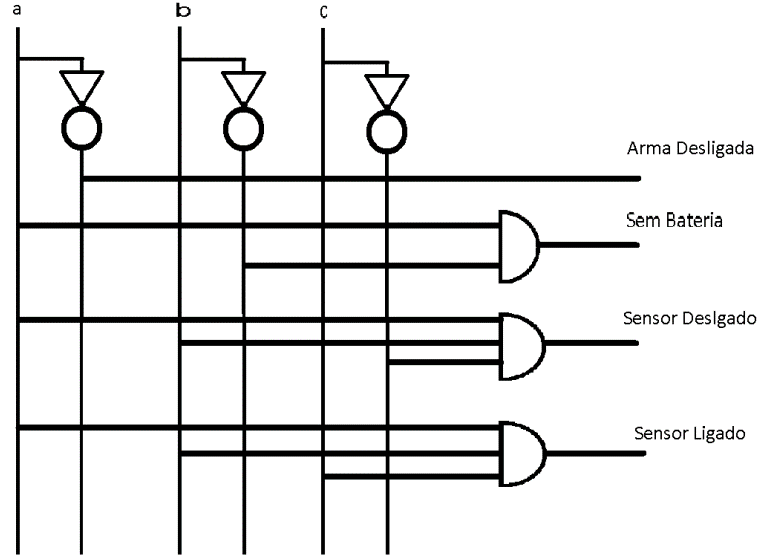 a b c
Arma Desligada
Sem Bateria
Sensor Deslgado
Sensor Ligado